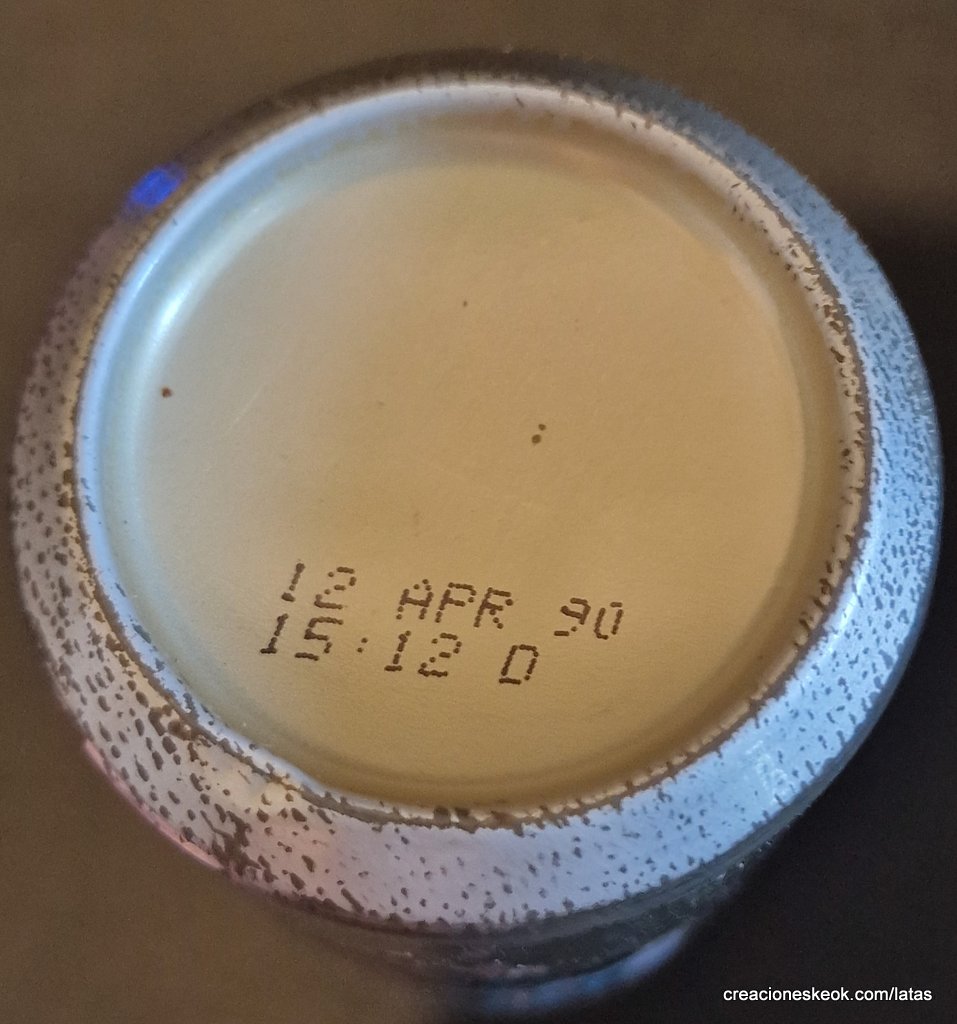 12 APR 90
15:12 D
creacioneskeok.com/latas